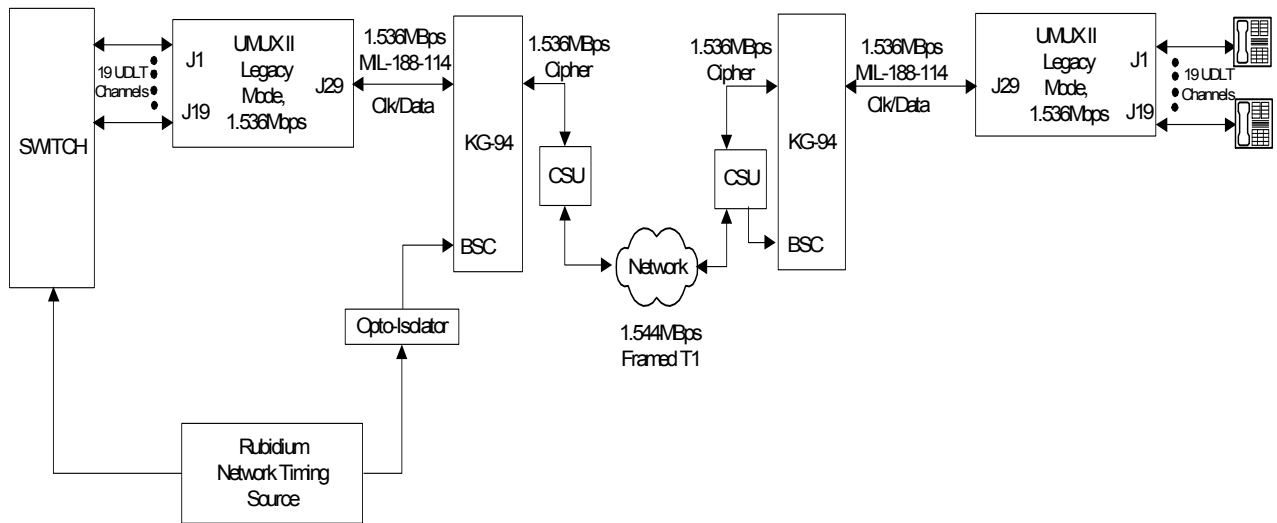 SWITCH
J1
19 UDLT
Channels
J19
UMUX II
Legacy
Mode,
1.536Mbps
J29
1.536MBps
MIL-188-114
Clk/Data
KG-94
BSC
1.536MBps
Cipher
CSU
Opto-Isolator
Rubidium
Network Timing
Source
Network
1.544MBps
Framed T1
1.536MBps
Cipher
CSU
KG-94
BSC
1.536MBps
MIL-188-114
Clk/Data
J29
UMUX II
Legacy
Mode,
1.536Mbps
J1
J19
19 UDLT
Channels